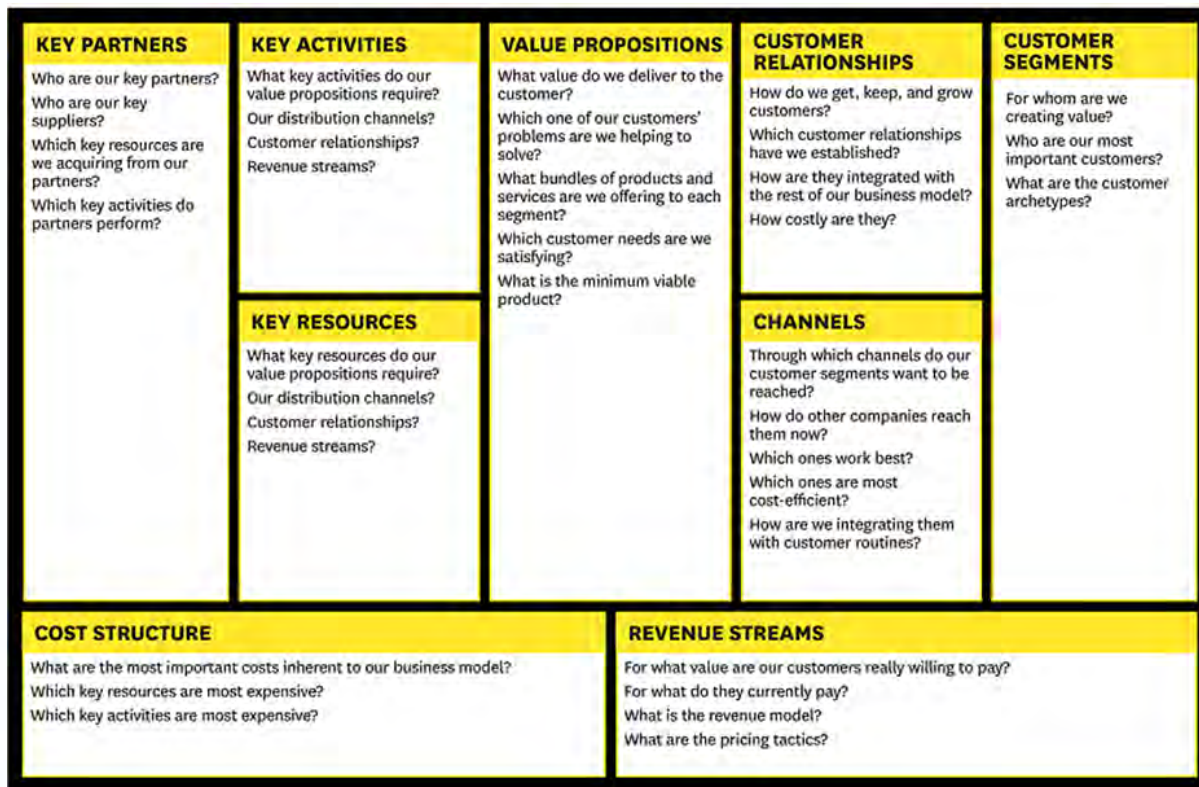 KEY PARTNERS
Who are our key partners?
Who are our key
suppliers?
Which key resources are
we acquiring from our
partners?
Which key activities do
partners perform?
KEY ACTIVITIES
What key activities do our
value propositions require?
Our distribution channels?
Customer relationships?
Revenue streams?
KEY RESOURCES
What key resources do our
value propositions require?
Our distribution channels?
Customer relationships?
Revenue streams?
VALUE PROPOSITIONS
What value do we deliver to the
customer?
Which one of our customers'
problems are we helping to
solve?
What bundles of products and
services are we offering to each
segment?
Which customer needs are we
satisfying?
What is the minimum viable
product?
CUSTOMER
RELATIONSHIPS
How do we get, keep, and grow
customers?
Which customer relationships
have we established?
How are they integrated with
the rest of our business model?
How costly are they?
CHANNELS
Through which channels do our
customer segments want to be
reached?
How do other companies reach
them now?
Which ones work best?
Which ones are most
cost-efficient?
How are we integrating them
with customer routines?
CUSTOMER
SEGMENTS
For whom are we
creating value?
Who are our most
important customers?
What are the customer
archetypes?
COST STRUCTURE
What are the most important costs inherent to our business model?
Which key resources are most expensive?
Which key activities are most expensive?
REVENUE STREAMS
For what value are our customers really willing to pay?
For what do they currently pay?
What is the revenue model?
What are the pricing tactics?